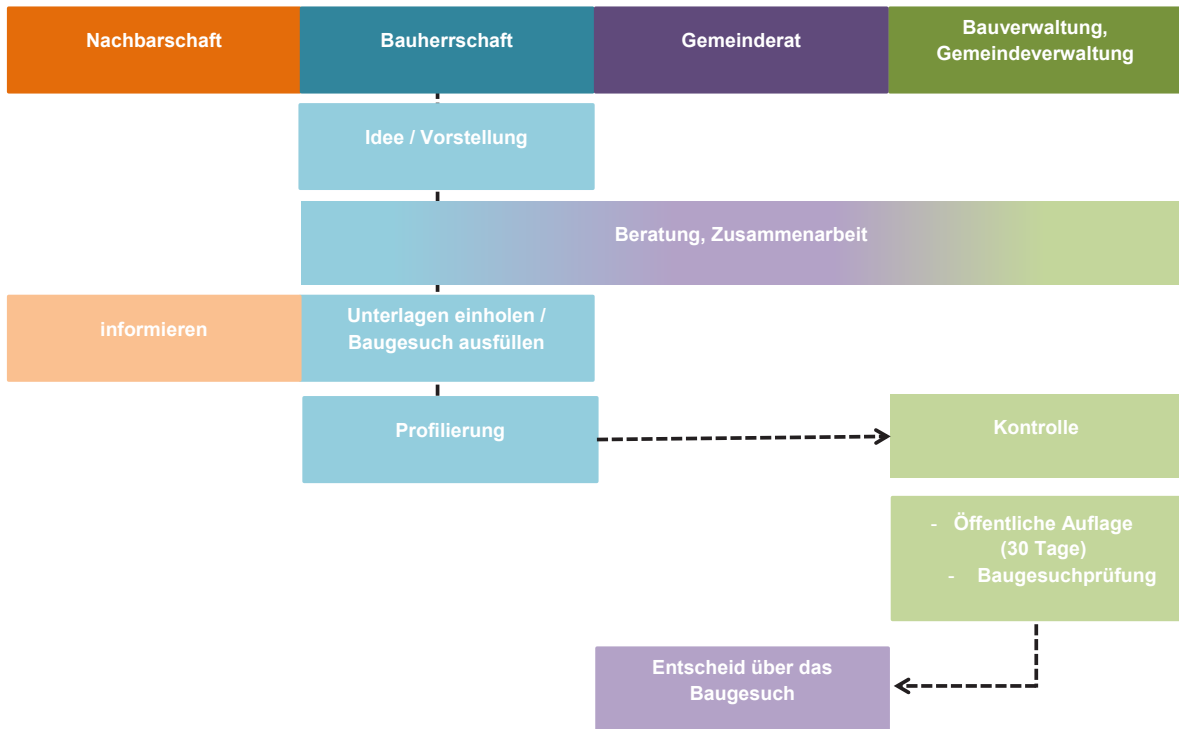 Nachbarschaft
Bauherrschaft
Gemeinderat
Bauverwaltung,
Gemeindeverwaltung
Idee / Vorstellung
Beratung, Zusammenarbeit
informieren
Unterlagen einholen /
Baugesuch ausfüllen
Profilierung
Kontrolle
- Öffentliche Auflage
(30 Tage)
- Baugesuchprüfung
Entscheid über das
Baugesuch